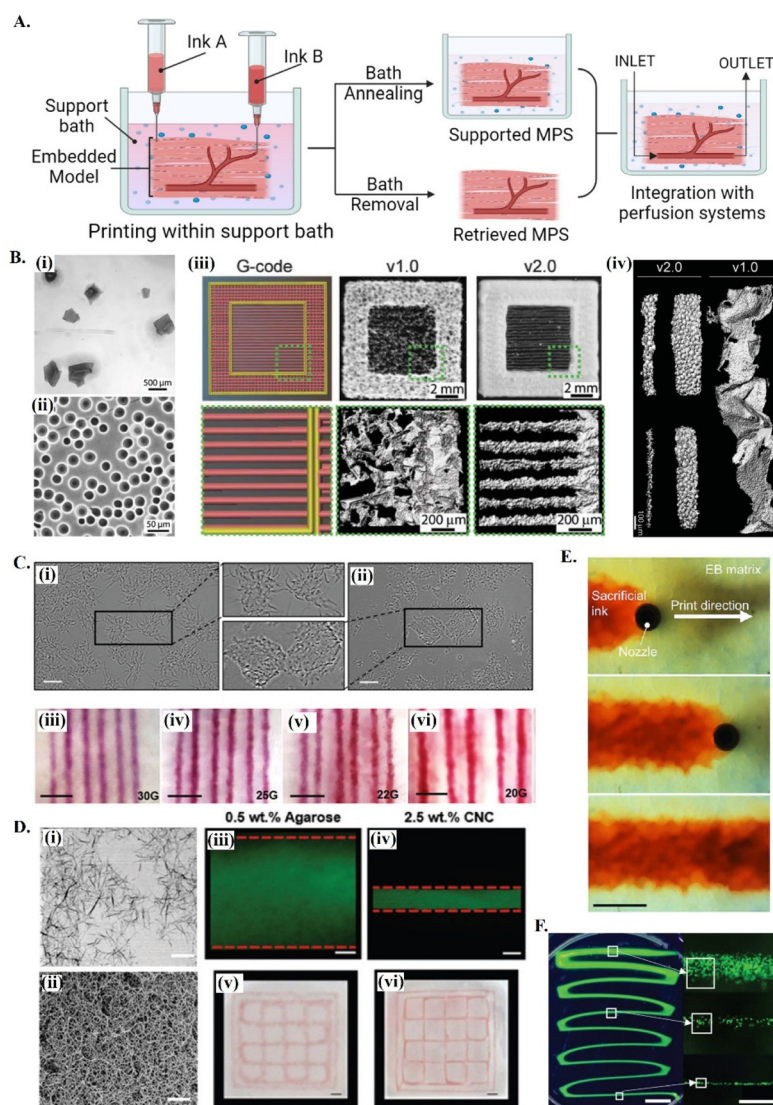 A.
Ink A
Ink B
Support
bath
Embedded
Model
Printing within support bath
Bath
Annealing
Supported MPS
Bath
Removal
Retrieved MPS
INLET
OUTLET
Integration with
perfusion systems
B.
(i)
500 µm
(ii)
50 µm
(iii)
G-code
v1.0
v2.0
2 mm
2 mm
200 µm
200 µm
(iv)
v2.0
v1.0
100 µm
C.
(i)
(ii)
(iii)
30G
(iv)
25G
(v)
22G
(vi)
20G
D.
(i)
(ii)
0.5 wt.% Agarose
(iii)
2.5 wt.% CNC
(iv)
(v)
(vi)
E.
EB matrix
Sacrificial
ink
Print direction
Nozzle
F.